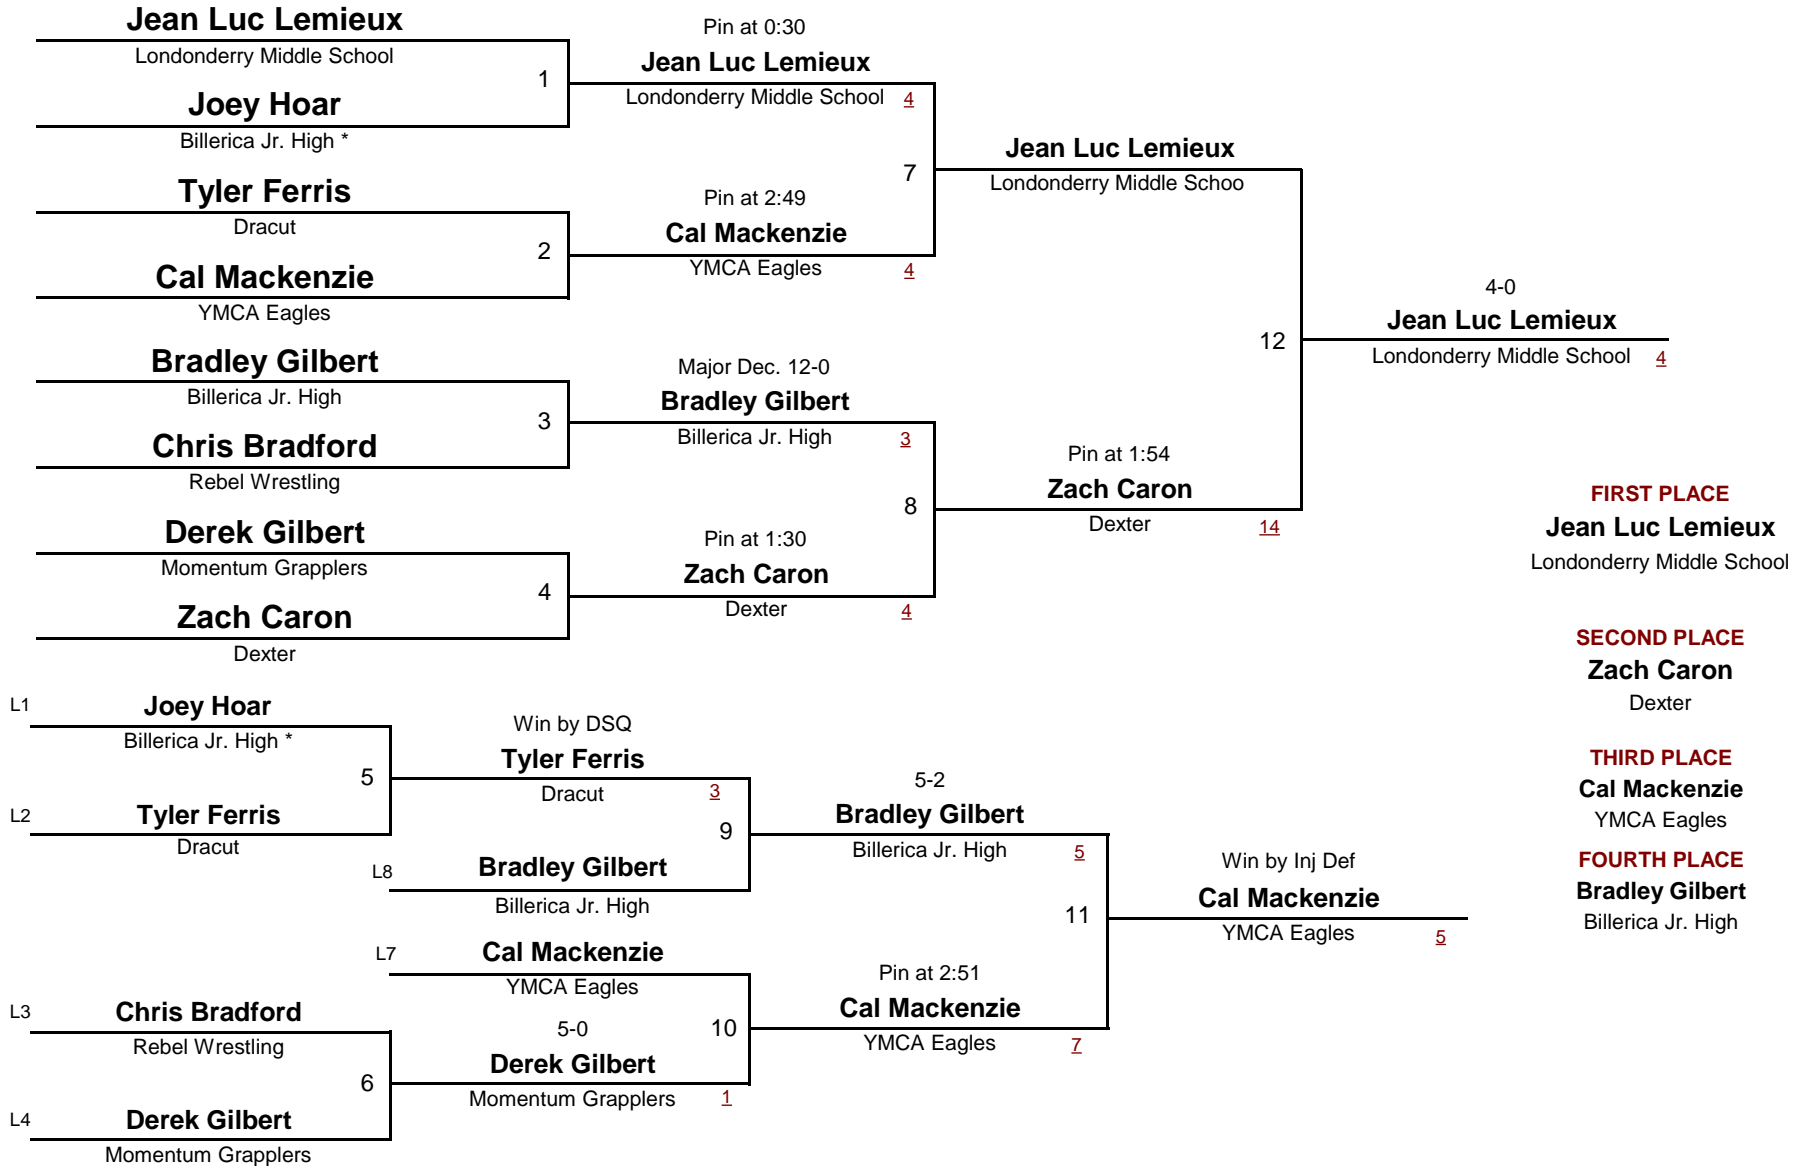 Jean Luc Lemieux
Londonderry Middle School
1
Joey Hoar
Billerica Jr. High *
Tyler Ferris
Dracut
2
Cal Mackenzie
YMCA Eagles
Bradley Gilbert
Billerica Jr. High
3
Chris Bradford
Rebel Wrestling
Derek Gilbert
Momentum Grapplers
4
Zach Caron
Dexter
Pin at 0:30
Jean Luc Lemieux
Londonderry Middle School 4
7
Pin at 2:49
Cal Mackenzie
YMCA Eagles 4
Major Dec. 12-0
Bradley Gilbert
Billerica Jr. High 3
8
Pin at 1:30
Zach Caron
Dexter 4
Jean Luc Lemieux
Londonderry Middle Schoo
12
Pin at 1:54
Zach Caron
Dexter 14
4-0
Jean Luc Lemieux
Londonderry Middle School 4
FIRST PLACE
Jean Luc Lemieux
Londonderry Middle School
SECOND PLACE
Zach Caron
Dexter
THIRD PLACE
Cal Mackenzie
YMCA Eagles
FOURTH PLACE
Bradley Gilbert
Billerica Jr. High
L1 Joey Hoar
Billerica Jr. High *
5
L2 Tyler Ferris
Dracut
Win by DSQ
Tyler Ferris
Dracut 3
9
L8 Bradley Gilbert
Billerica Jr. High
L7 Cal Mackenzie
YMCA Eagles
10
L3 Chris Bradford
Rebel Wrestling
6
L4 Derek Gilbert
Momentum Grapplers
5-0
Derek Gilbert
Momentum Grapplers 1
5-2
Bradley Gilbert
Billerica Jr. High 5
11
Pin at 2:51
Cal Mackenzie
YMCA Eagles 7
Win by Inj Def
Cal Mackenzie
YMCA Eagles 5